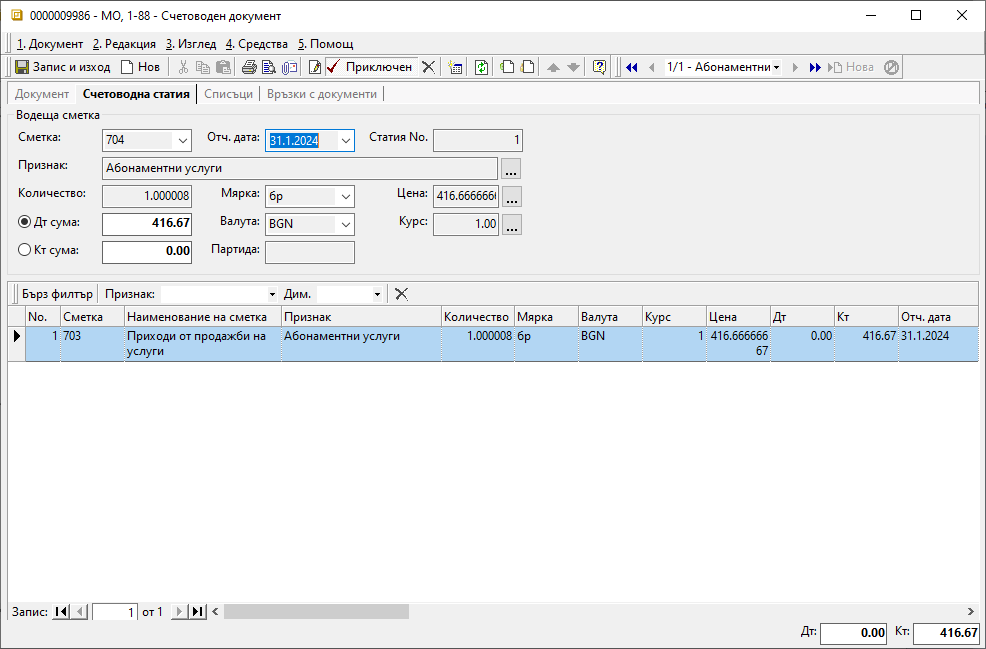 0000009986 - МО, 1-88 - Счетоводен документ
1. Документ 2. Редакция 3. Изглед 4. Средства 5. Помощ
Запис и изход Нов Приключен 1/1 - Абонаментни Нова
Документ Счетоводна статия Списъци Връзки с документи
Водеща сметка
Сметка: 704 Отч. дата: 31.1.2024 Статия No. 1
Признак: Абонаментни услуги ...
Количество: 1.000008 Мярка: бр Цена: 416.666666 ...
Дт сума: 416.67 Валута: BGN Курс: 1.00 ...
Кт сума: 0.00 Партида:
Бърз филтър Признак: Дим.
No. Сметка Наименование на сметка Признак Количество Мярка Валута Курс Цена Дт Кт Отч. дата
1 703 Приходи от продажби на Абонаментни услуги 1.000008 бр BGN 1 416.666666 0.00 416.67 31.1.2024
услуги 67
Запис: 1 от 1
Дт: 0.00 Кт: 416.67